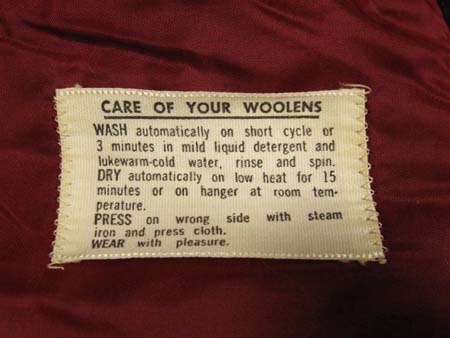 CARE OF YOUR WOOLENS
WASH automatically on short cycle or
3 minutes in mild liquid detergent and
lukewarm-cold water, rinse and spin.
DRY automatically on low heat for 15
minutes or on hanger at room tem-
perature.
PRESS on wrong side with steam
iron and press cloth.
WEAR with pleasure.